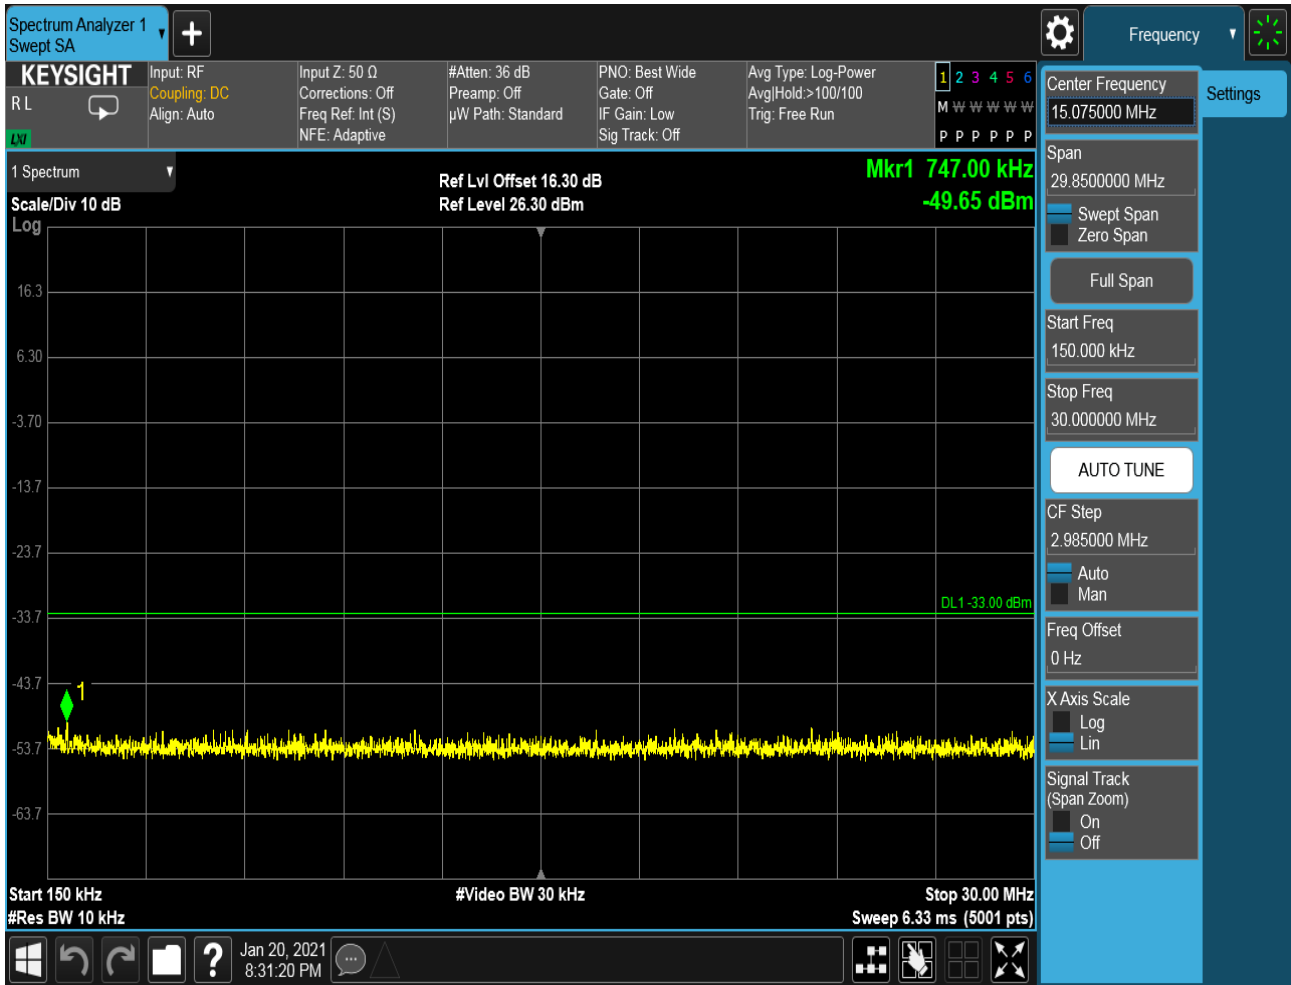 Spectrum Analyzer 1
Swept SA
Frequency
KEYSIGHT
R L
LXI
Input: RF
Coupling: DC
Align: Auto
Input Z: 50 Ω
Corrections: Off
Freq Ref: Int (S)
NFE: Adaptive
#Atten: 36 dB
Preamp: Off
µW Path: Standard
PNO: Best Wide
Gate: Off
IF Gain: Low
Sig Track: Off
Avg Type: Log-Power
Avg|Hold:>100/100
Trig: Free Run
1 2 3 4 5 6
M W W W W W
P P P P P P
1 Spectrum
Scale/Div 10 dB
Log
Ref Lvl Offset 16.30 dB
Ref Level 26.30 dBm
Mkr1 747.00 kHz
-49.65 dBm
16.3
6.30
-3.70
-13.7
-23.7
-33.7
-43.7
-53.7
-63.7
DL1 -33.00 dBm
1
Start 150 kHz
#Res BW 10 kHz
#Video BW 30 kHz
Stop 30.00 MHz
Sweep 6.33 ms (5001 pts)
?
Jan 20, 2021
8:31:20 PM
Center Frequency
15.075000 MHz
Settings
Span
29.8500000 MHz
Swept Span
Zero Span
Full Span
Start Freq
150.000 kHz
Stop Freq
30.000000 MHz
AUTO TUNE
CF Step
2.985000 MHz
Auto
Man
Freq Offset
0 Hz
X Axis Scale
Log
Lin
Signal Track
(Span Zoom)
On
Off